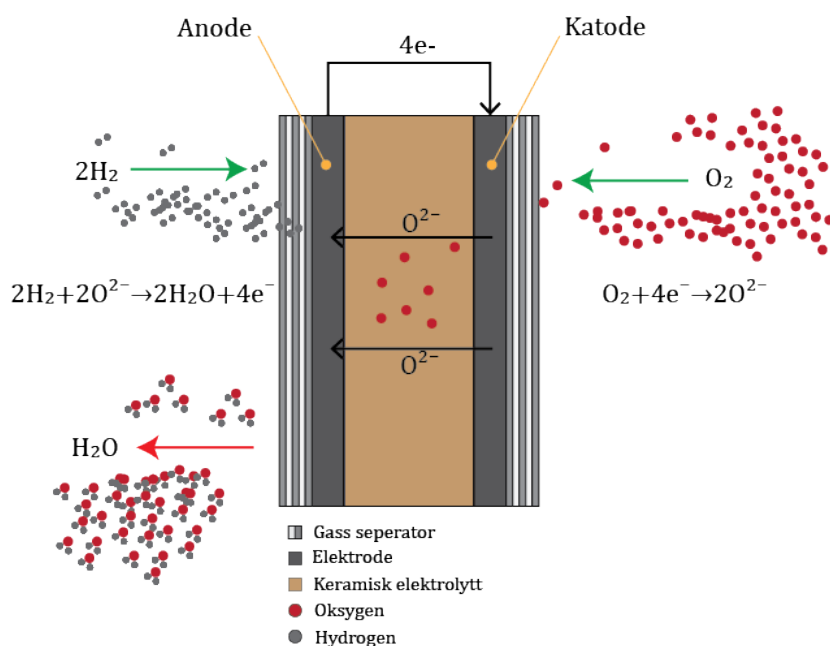 Anode
4e-
Katode
2H₂
O₂
O²⁻
2H₂+2O²⁻→2H₂O+4e⁻
O₂+4e⁻→2O²⁻
O²⁻
H₂O
Gass seperator
Elektrode
Keramisk elektrolytt
Oksygen
Hydrogen